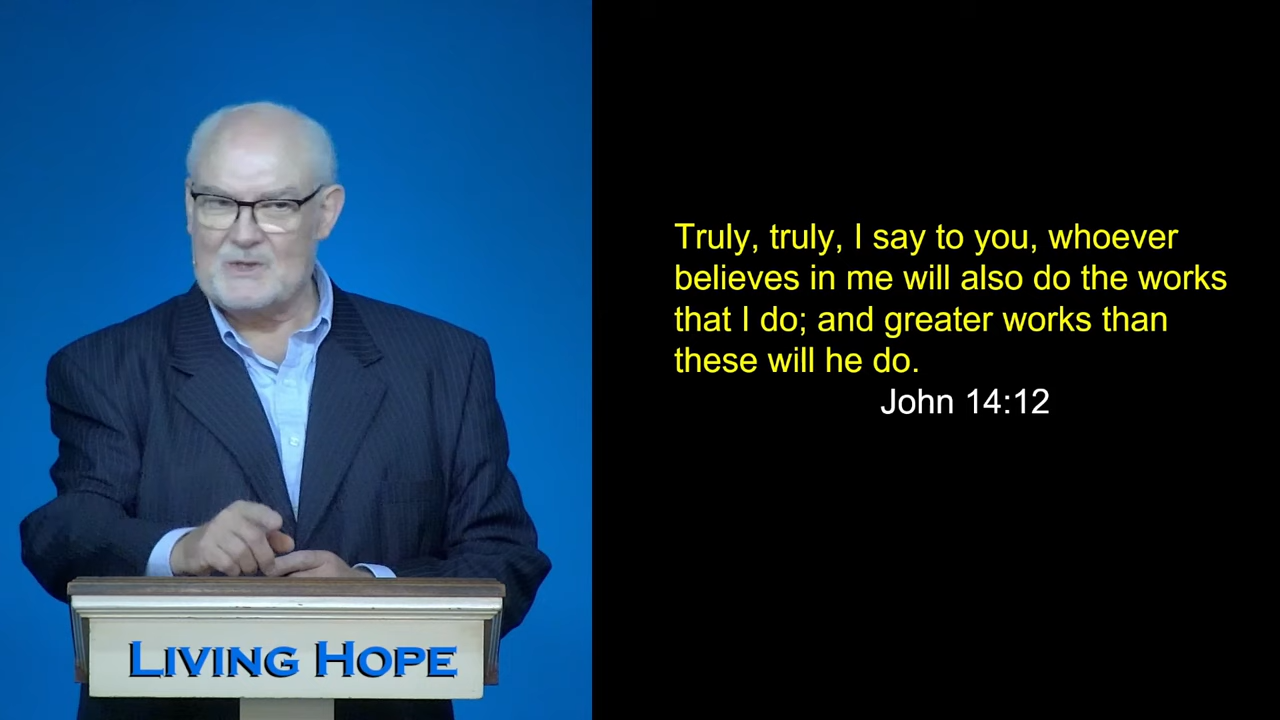 Truly, truly, I say to you, whoever
believes in me will also do the works
that I do; and greater works than
these will he do.
John 14:12
LIVING HOPE